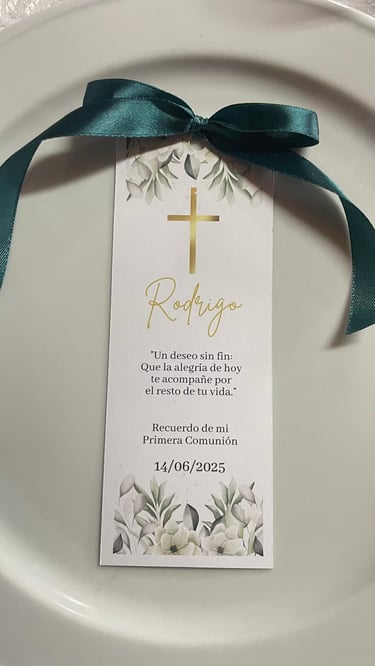 Rodrigo
"Un deseo sin fin:
Que la alegría de hoy
te acompañe por
el resto de tu vida."
Recuerdo de mi
Primera Comunión
14/06/2025